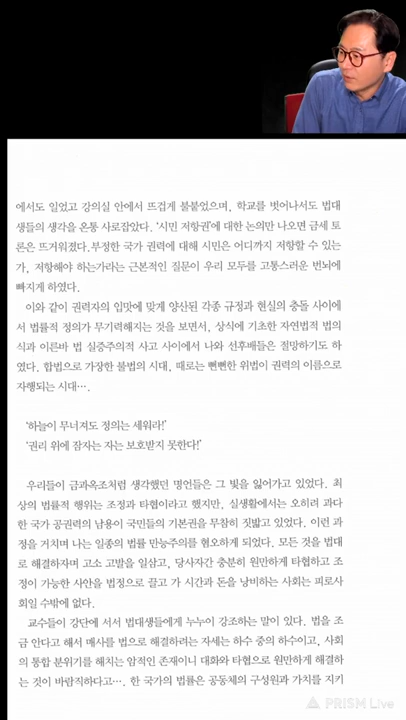 에서도 일었고 강의실 안에서 뜨겁게 불붙었으며, 학교를 벗어나서도 법대
생들의 생각을 온통 사로잡았다. ‘시민 저항권’에 대한 논의만 나오면 금세 토
론은 뜨거워졌다.부정한 국가 권력에 대해 시민은 어디까지 저항할 수 있는
가, 저항해야 하는가라는 근본적인 질문이 우리 모두를 고통스러운 번뇌에
빠지게 하였다.
이와 같이 권력자의 입맛에 맞게 양산된 각종 규정과 현실의 충돌 사이에
서 법률적 정의가 무기력해지는 것을 보면서, 상식에 기초한 자연법적 법의
식과 이른바 법 실증주의적 사고 사이에서 나와 선후배들은 절망하기도 하
였다. 합법으로 가장한 불법의 시대, 때로는 뻔뻔한 위법이 권력의 이름으로
자행되는 시대….
‘하늘이 무너져도 정의는 세워라!’
‘권리 위에 잠자는 자는 보호받지 못한다!’
우리들이 금과옥조처럼 생각했던 명언들은 그 빛을 잃어가고 있었다. 최
상의 법률적 행위는 조정과 타협이라고 했지만, 실생활에서는 오히려 과다
한 국가 공권력의 남용이 국민들의 기본권을 무참히 짓밟고 있었다. 이런 과
정을 거치며 나는 일종의 법률 만능주의를 혐오하게 되었다. 모든 것을 법대
로 해결하자며 고소 고발을 일삼고, 당사자간 충분히 원만하게 타협하고 조
정이 가능한 사안을 법정으로 끌고 가 시간과 돈을 낭비하는 사회는 피로사
회일 수밖에 없다.
교수들이 강단에 서서 법대생들에게 누누이 강조하는 말이 있다. 법을 조
금 안다고 해서 매사를 법으로 해결하려는 자세는 하수 중의 하수이고, 사회
의 통합 분위기를 해치는 암적인 존재이니 대화와 타협으로 원만하게 해결하
는 것이 바람직하다고…. 한 국가의 법률은 공동체의 구성원과 가치를 지키
PRISM Live